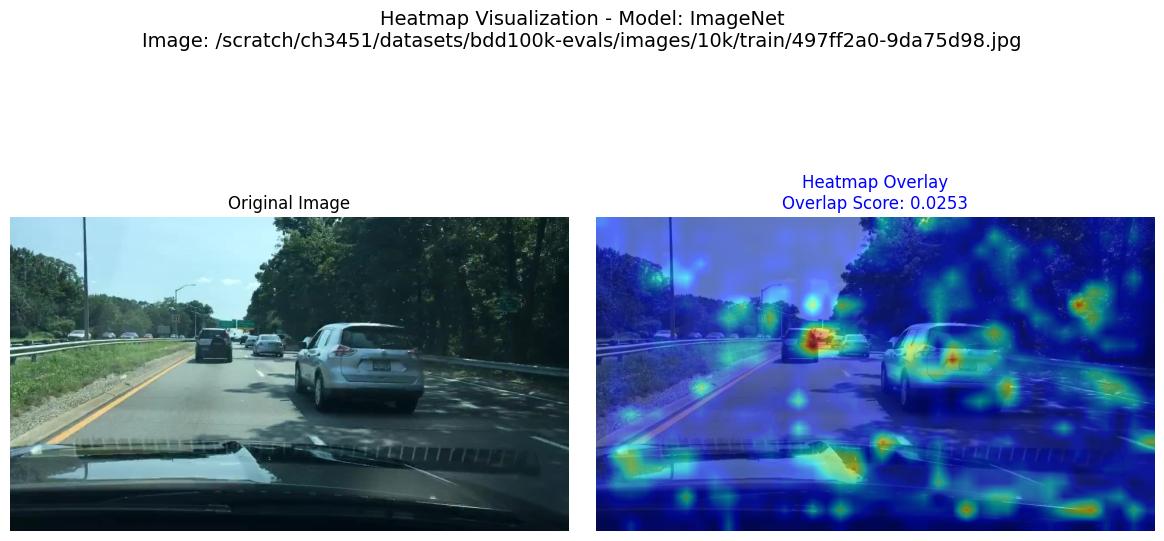 Heatmap Visualization - Model: ImageNet
Image: /scratch/ch3451/datasets/bdd100k-evals/images/10k/train/497ff2a0-9da75d98.jpg
Original Image
Heatmap Overlay
Overlap Score: 0.0253